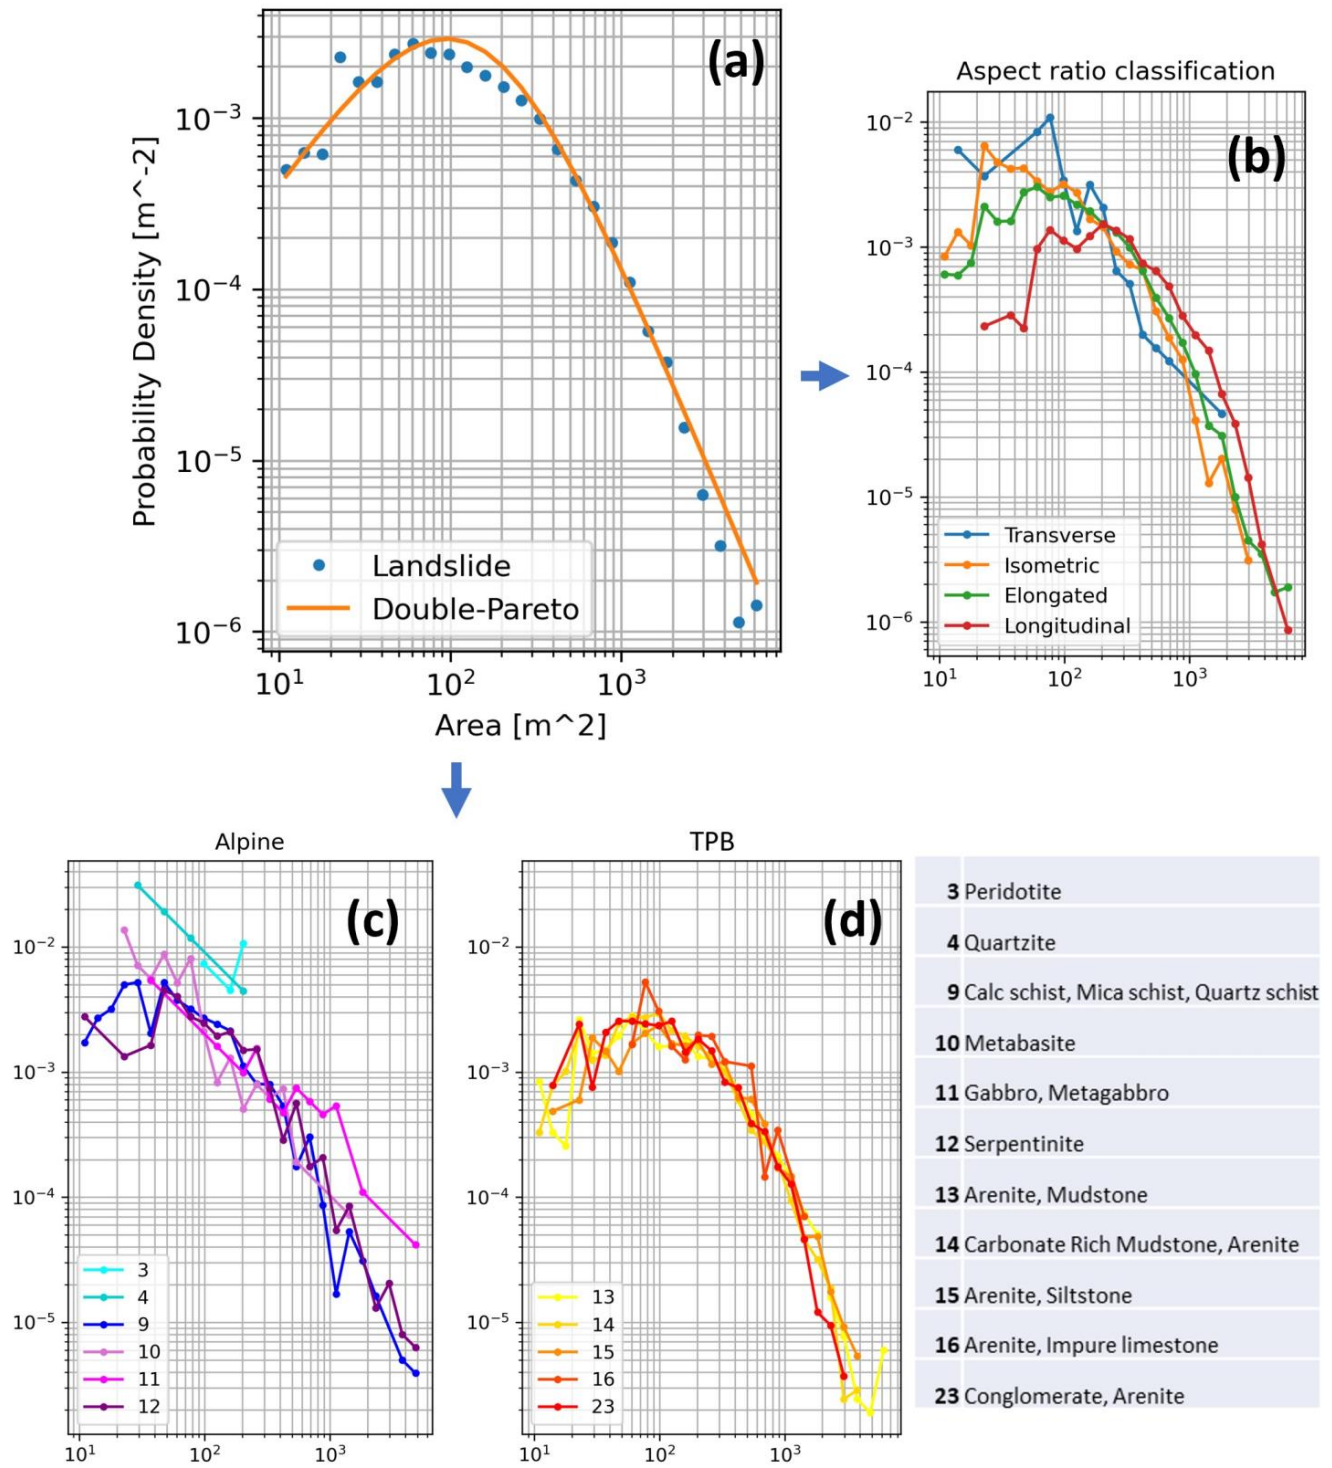 (a)
10^-3
10^-4
10^-5
10^-6
Probability Density [m^-2]
Landslide
Double-Pareto
10^1 10^2 10^3
Area [m^2]
Aspect ratio classification
(b)
10^-2
10^-3
10^-4
10^-5
10^-6
Transverse
Isometric
Elongated
Longitudinal
10^1 10^2 10^3
Alpine
(c)
10^-2
10^-3
10^-4
10^-5
3
4
9
10
11
12
10^1 10^2 10^3
TPB
(d)
10^-2
10^-3
10^-4
10^-5
13
14
15
16
23
10^1 10^2 10^3
3 Peridotite
4 Quartzite
9 Calc schist, Mica schist, Quartz schist
10 Metabasite
11 Gabbro, Metagabbro
12 Serpentinite
13 Arenite, Mudstone
14 Carbonate Rich Mudstone, Arenite
15 Arenite, Siltstone
16 Arenite, Impure limestone
23 Conglomerate, Arenite